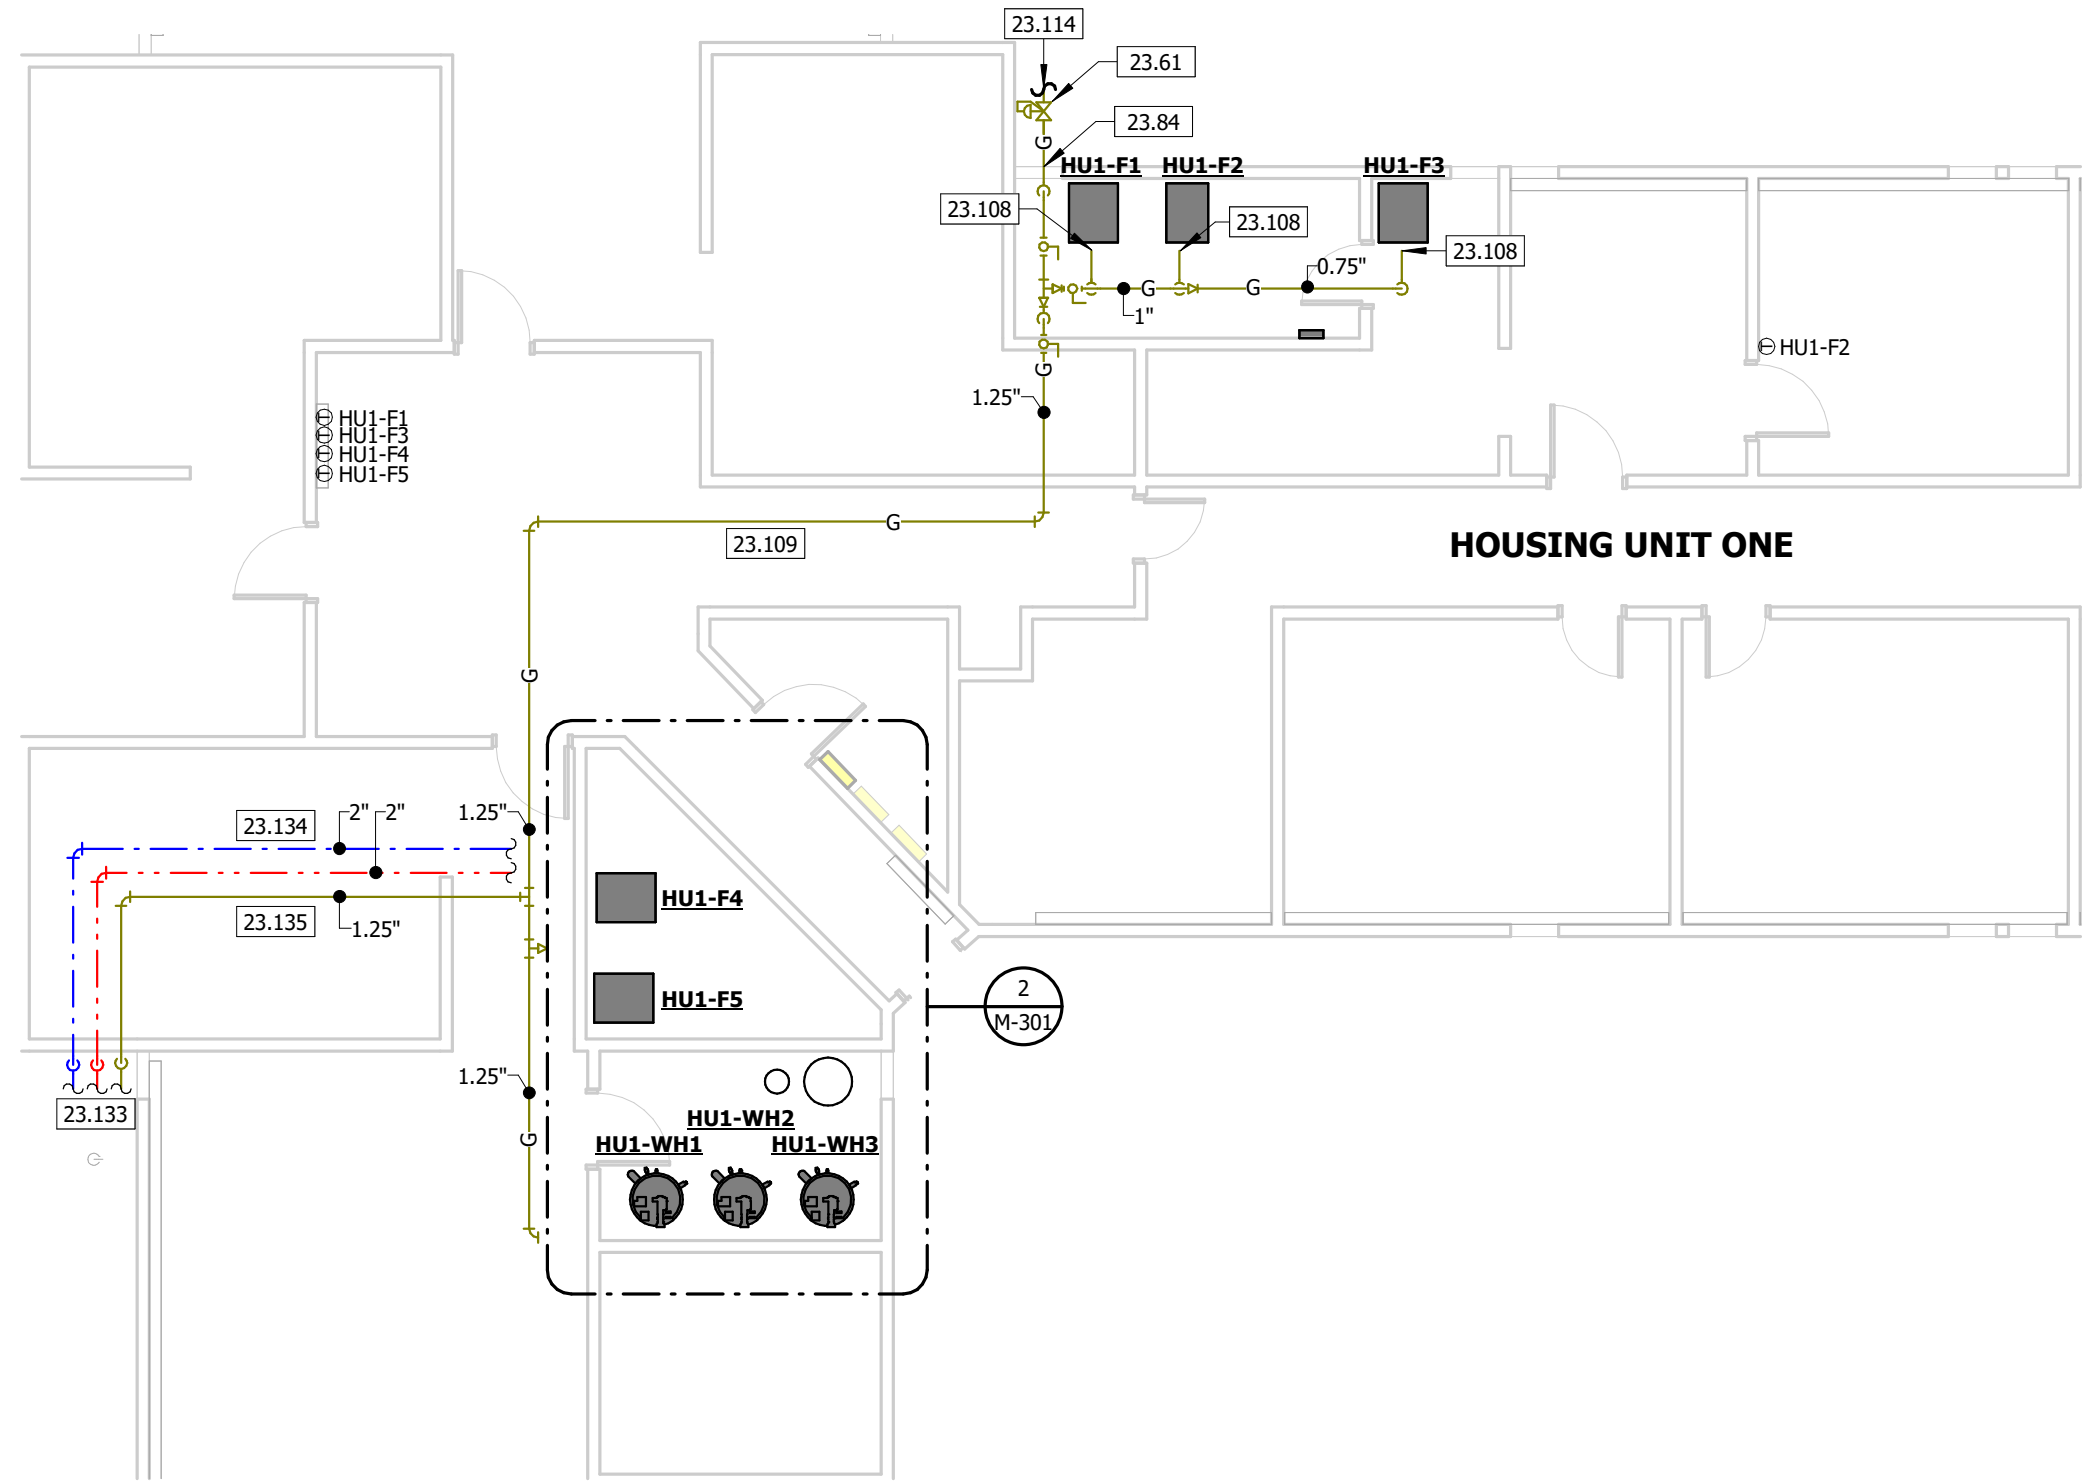 23.114
23.61
23.84
HU1-F1
HU1-F2
HU1-F3
23.108
23.108
23.108
G
0.75"
G
G
1"
HU1-F2
G
1.25"
HU1-F1
HU1-F3
HU1-F4
HU1-F5
G
23.109
HOUSING UNIT ONE
G
23.134
2"
2"
1.25"
HU1-F4
23.135
1.25"
HU1-F5
2
M-301
1.25"
23.133
G
HU1-WH2
HU1-WH1
HU1-WH3